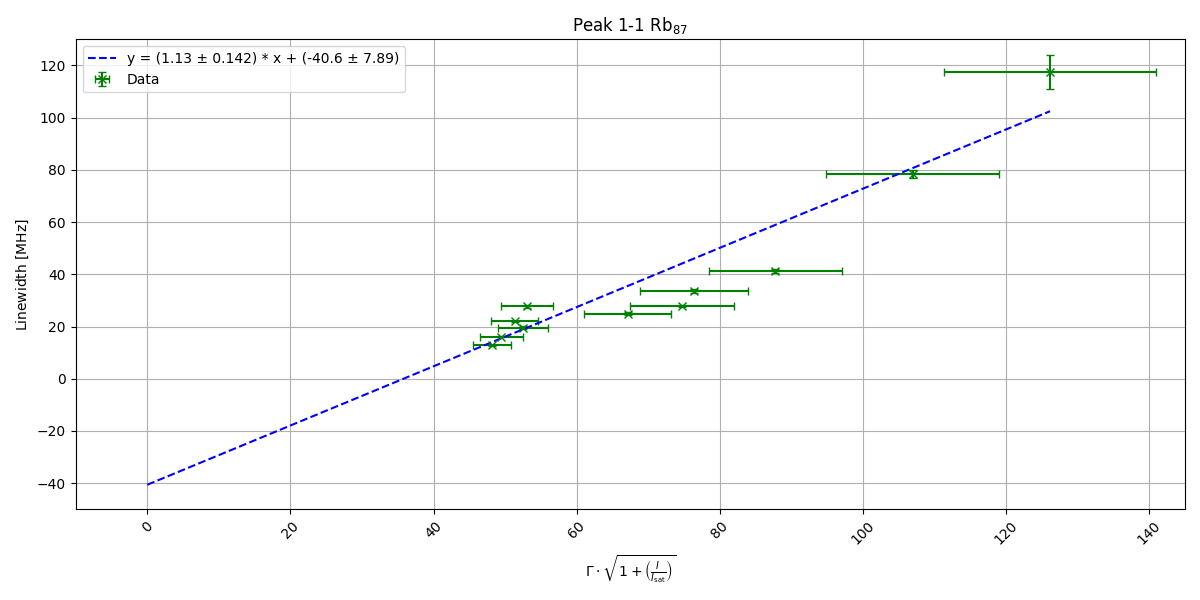 Peak 1-1 Rb₈₇
y = (1.13 ± 0.142) * x + (-40.6 ± 7.89)
Data
Linewidth [MHz]
120
100
80
60
40
20
0
−20
−40
0 20 40 60 80 100 120 140
Γ · √(1 + (I/I_sat))